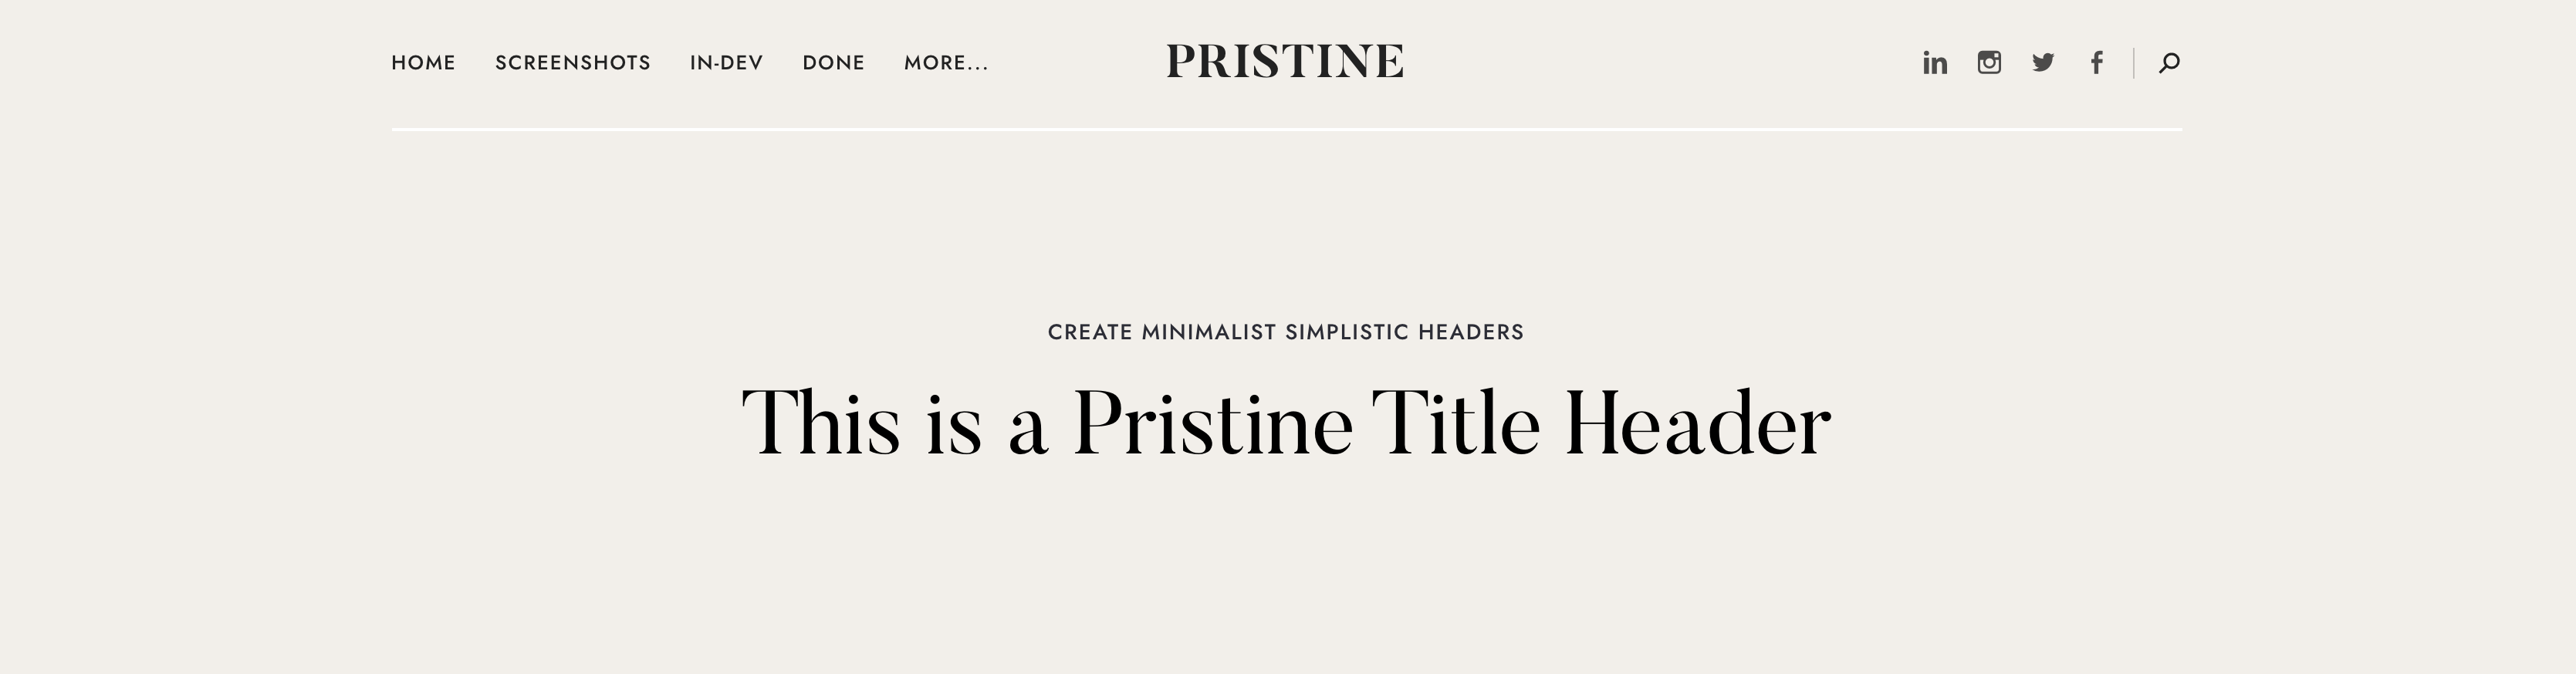 HOME SCREENSHOTS IN-DEV DONE MORE... PRISTINE
CREATE MINIMALIST SIMPLISTIC HEADERS
This is a Pristine Title Header